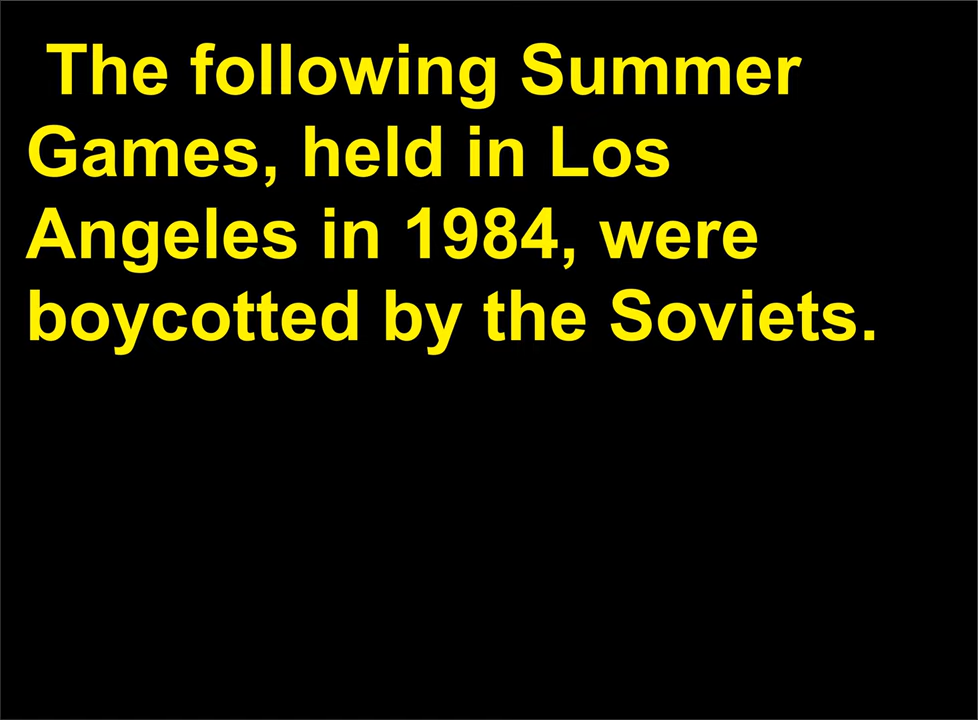 The following Summer
Games, held in Los
Angeles in 1984, were
boycotted by the Soviets.